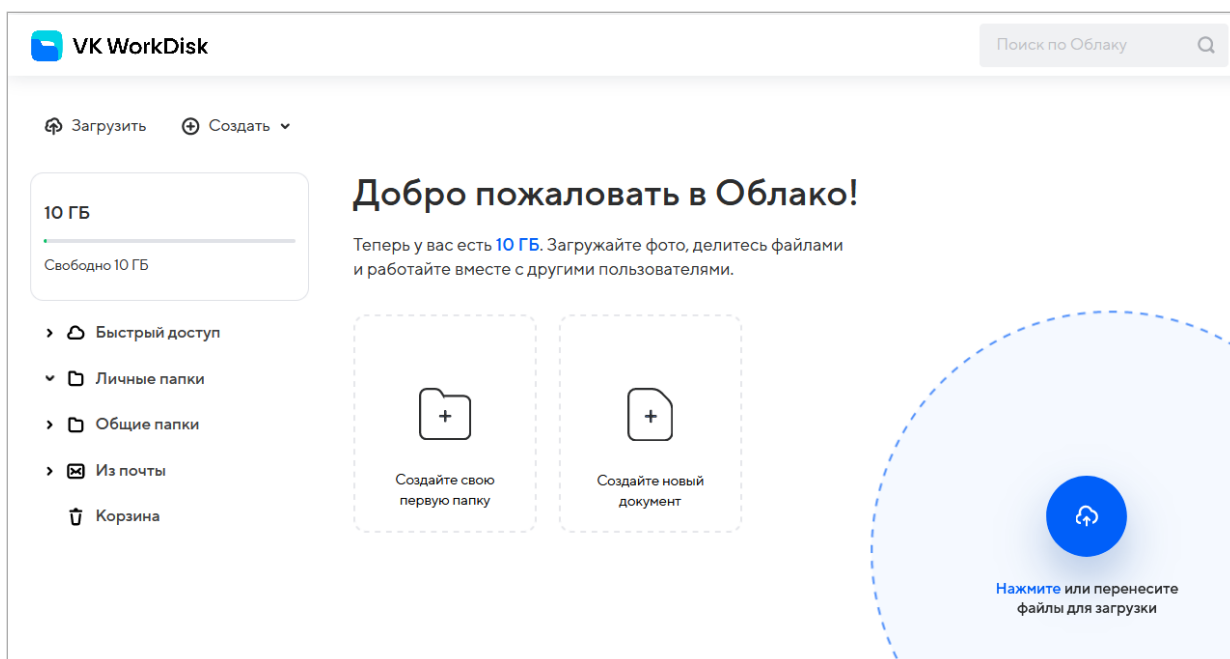 VK WorkDisk
Поиск по Облаку
Загрузить
Создать
10 ГБ
Свободно 10 ГБ
Быстрый доступ
Личные папки
Общие папки
Из почты
Корзина
Добро пожаловать в Облако!
Теперь у вас есть 10 ГБ. Загружайте фото, делитесь файлами
и работайте вместе с другими пользователями.
Создайте свою
первую папку
Создайте новый
документ
Нажмите или перенесите
файлы для загрузки